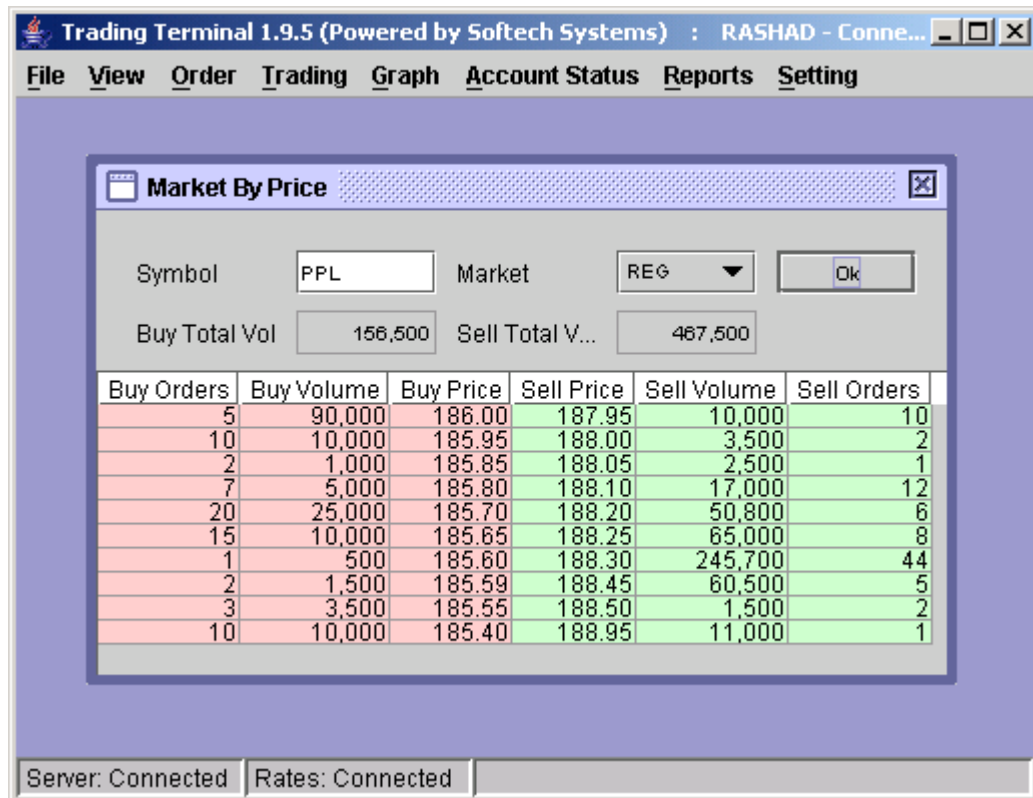 Trading Terminal 1.9.5 (Powered by Softech Systems) : RASHAD - Conne...
File View Order Trading Graph Account Status Reports Setting
Market By Price
Symbol PPL Market REG Ok
Buy Total Vol 156,500 Sell Total V... 467,500
Buy Orders Buy Volume Buy Price Sell Price Sell Volume Sell Orders
5 90,000 186.00 187.95 10,000 10
10 10,000 185.95 188.00 3,500 2
2 1,000 185.85 188.05 2,500 1
7 5,000 185.80 188.10 17,000 12
20 25,000 185.70 188.20 50,800 6
15 10,000 185.65 188.25 65,000 8
1 500 185.60 188.30 245,700 44
2 1,500 185.59 188.45 60,500 5
3 3,500 185.55 188.50 1,500 2
10 10,000 185.40 188.95 11,000 1
Server: Connected Rates: Connected